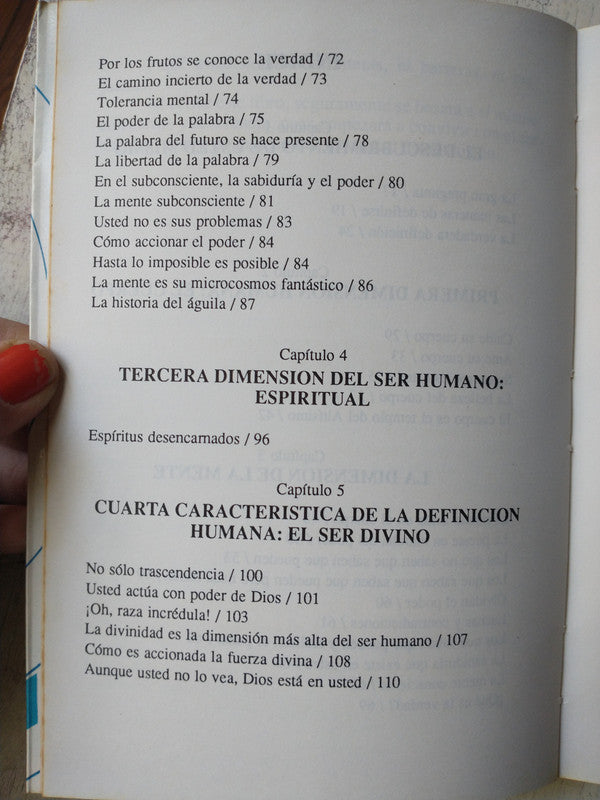 Por los frutos se conoce la verdad / 72
El camino incierto de la verdad / 73
Tolerancia mental / 74
El poder de la palabra / 75
La palabra del futuro se hace presente / 78
La libertad de la palabra / 79
En el subconsciente, la sabiduría y el poder / 80
La mente subconsciente / 81
Usted no es sus problemas / 83
Cómo accionar el poder / 84
Hasta lo imposible es posible / 84
La mente es su microcosmos fantástico / 86
La historia del águila / 87
Capítulo 4
TERCERA DIMENSION DEL SER HUMANO:
ESPIRITUAL
Espíritus desencarnados / 96
Capítulo 5
CUARTA CARACTERISTICA DE LA DEFINICION
HUMANA: EL SER DIVINO
No sólo trascendencia / 100
Usted actúa con poder de Dios / 101
¡Oh, raza incrédula! / 103
La divinidad es la dimensión más alta del ser humano / 107
Cómo es accionada la fuerza divina / 108
Aunque usted no lo vea, Dios está en usted / 110